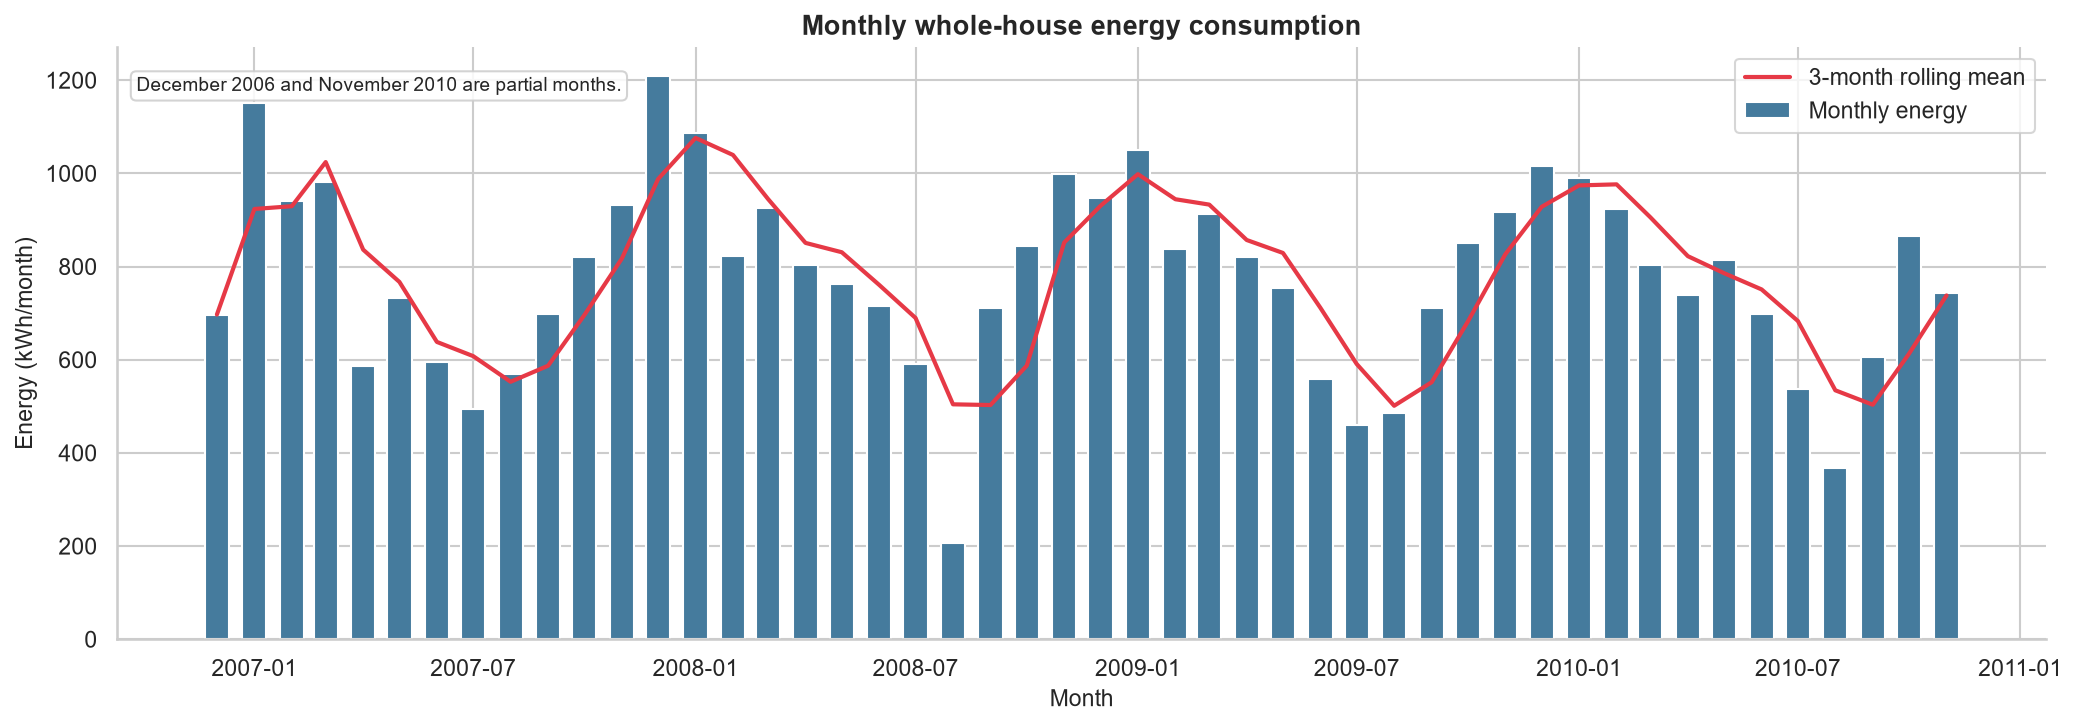 Monthly whole-house energy consumption
December 2006 and November 2010 are partial months.
3-month rolling mean
Monthly energy
Energy (kWh/month)
1200
1000
800
600
400
200
0
2007-01 2007-07 2008-01 2008-07 2009-01 2009-07 2010-01 2010-07 2011-01
Month